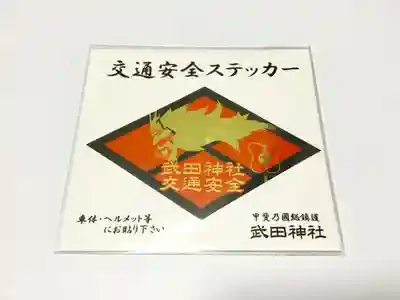 交通安全ステッカー
武田神社
交通安全
車体・ヘルメット等
にお貼り下さい
甲斐乃國総鎮護
武田神社